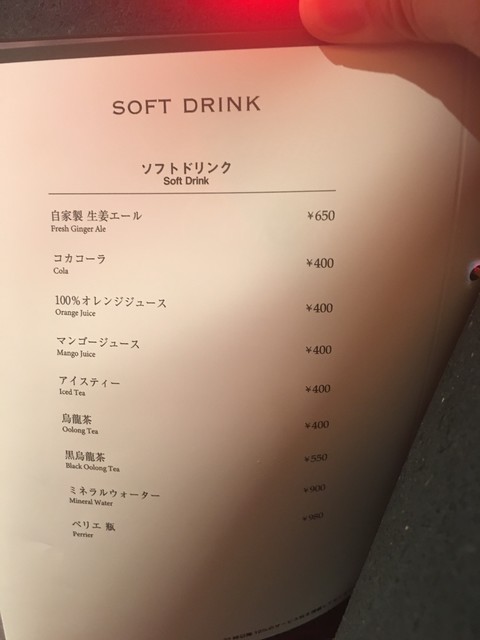 SOFT DRINK
ソフトドリンク
Soft Drink
自家製 生姜エール ¥650
Fresh Ginger Ale
コカコーラ ¥400
Cola
100%オレンジジュース ¥400
Orange Juice
マンゴージュース ¥400
Mango Juice
アイスティー ¥400
Iced Tea
烏龍茶 ¥400
Oolong Tea
黒烏龍茶 ¥550
Black Oolong Tea
ミネラルウォーター ¥900
Mineral Water
ペリエ 瓶
Perrier